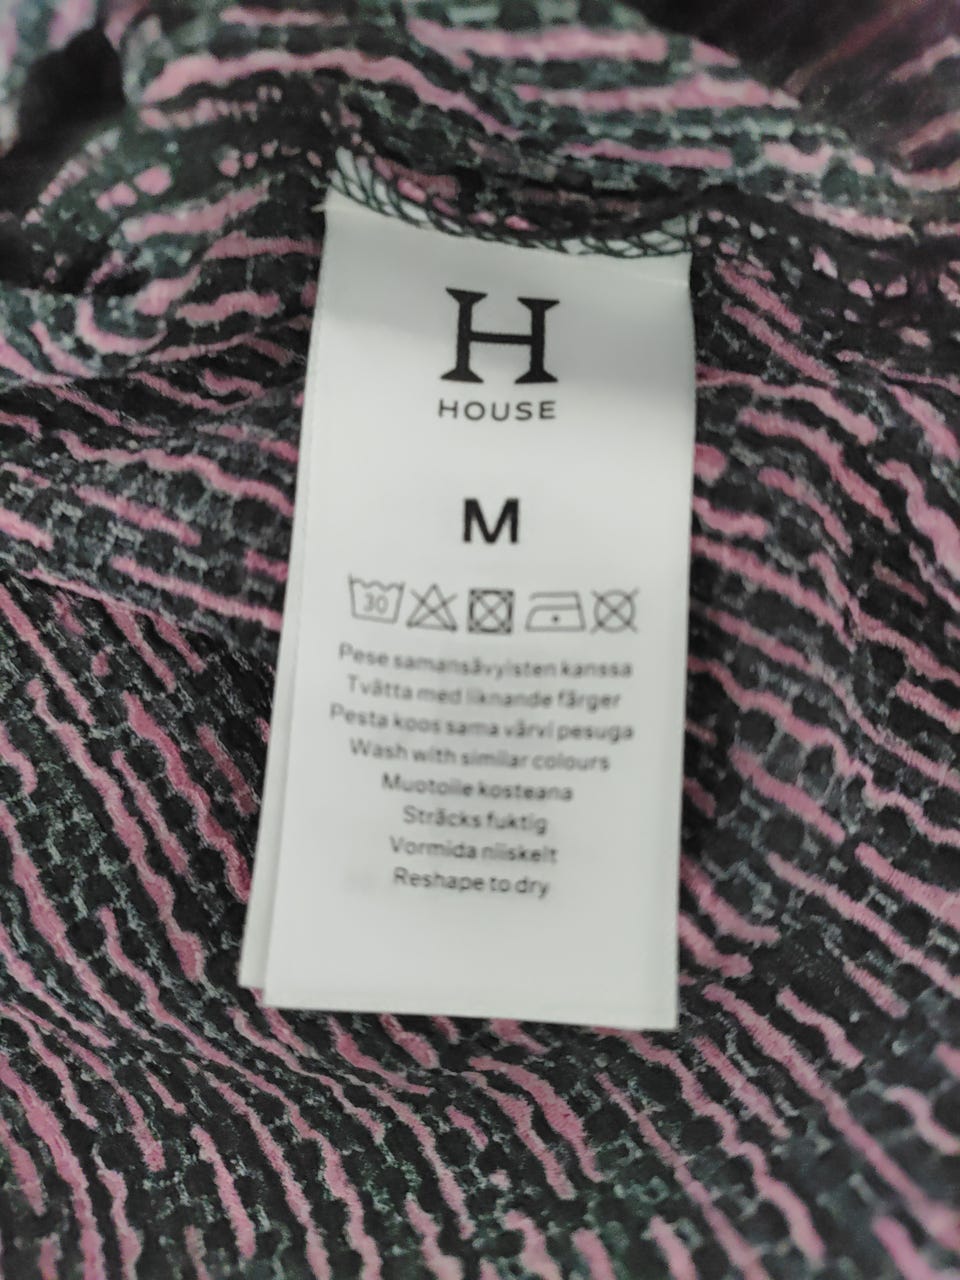 H
HOUSE
M
30
Pese samansävyisten kanssa
Tvätta med liknande färger
Pesta koos sama värvi pesuga
Wash with similar colours
Muotoile kosteana
Sträcks fuktig
Vormida niiskelt
Reshape to dry